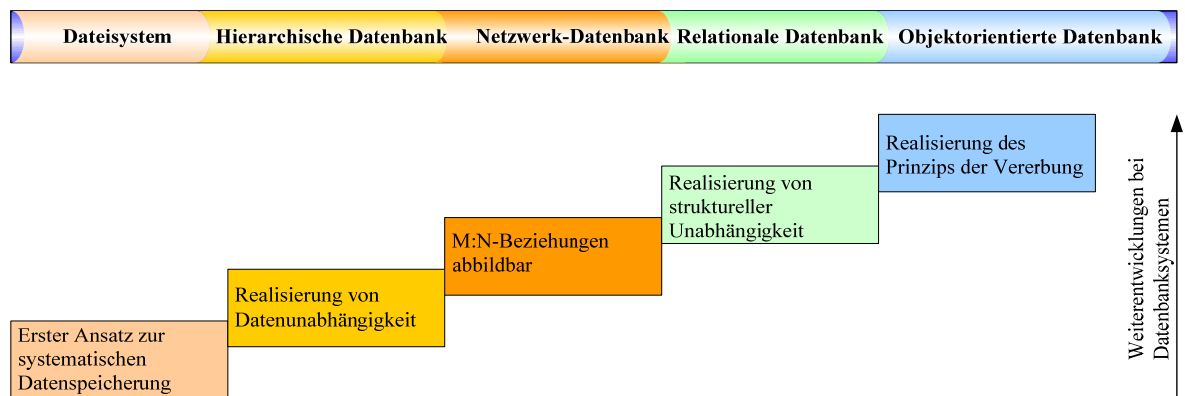 Dateisystem
Hierarchische Datenbank
Netzwerk-Datenbank
Relationale Datenbank
Objektorientierte Datenbank
Erster Ansatz zur
systematischen
Datenspeicherung
Realisierung von
Datenunabhängigkeit
M:N-Beziehungen
abbildbar
Realisierung von
struktureller
Unabhängigkeit
Realisierung des
Prinzips der Vererbung
Weiterentwicklungen bei
Datenbanksystemen